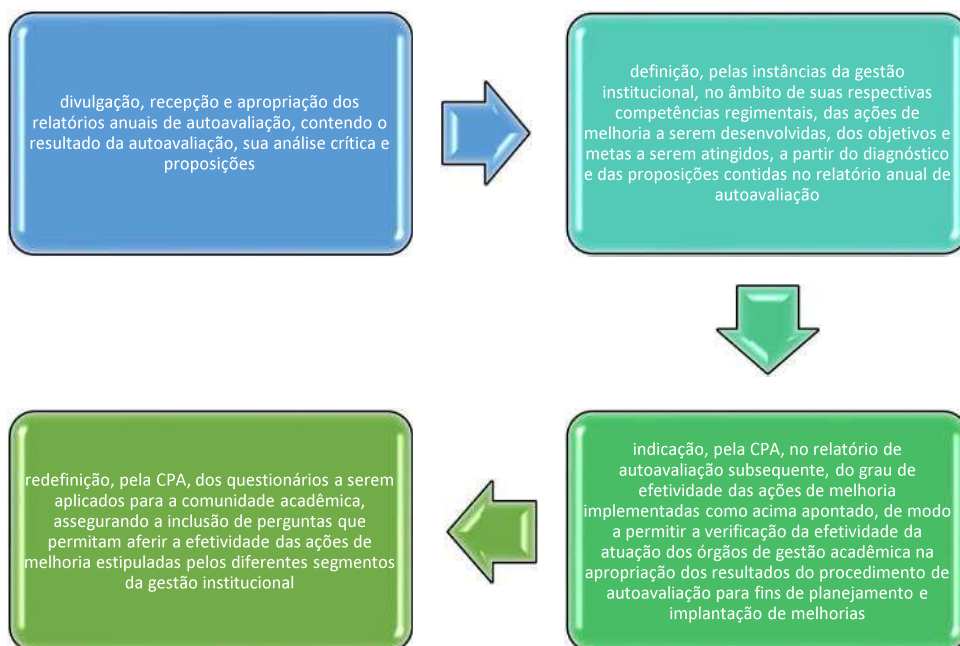 divulgação, recepção e apropriação dos
relatórios anuais de autoavaliação, contendo o
resultado da autoavaliação, sua análise crítica e
proposições
definição, pelas instâncias da gestão
institucional, no âmbito de suas respectivas
competências regimentais, das ações de
melhoria a serem desenvolvidas, dos objetivos e
metas a serem atingidos, a partir do diagnóstico
e das proposições contidas no relatório anual de
autoavaliação
indicação, pela CPA, no relatório de
autoavaliação subsequente, do grau de
efetividade das ações de melhoria
implementadas como acima apontado, de modo
a permitir a verificação da efetividade da
atuação dos órgãos de gestão acadêmica na
apropriação dos resultados do procedimento de
autoavaliação para fins de planejamento e
implantação de melhorias
redefinição, pela CPA, dos questionários a serem
aplicados para a comunidade acadêmica,
assegurando a inclusão de perguntas que
permitam aferir a efetividade das ações de
melhoria estipuladas pelos diferentes segmentos
da gestão institucional